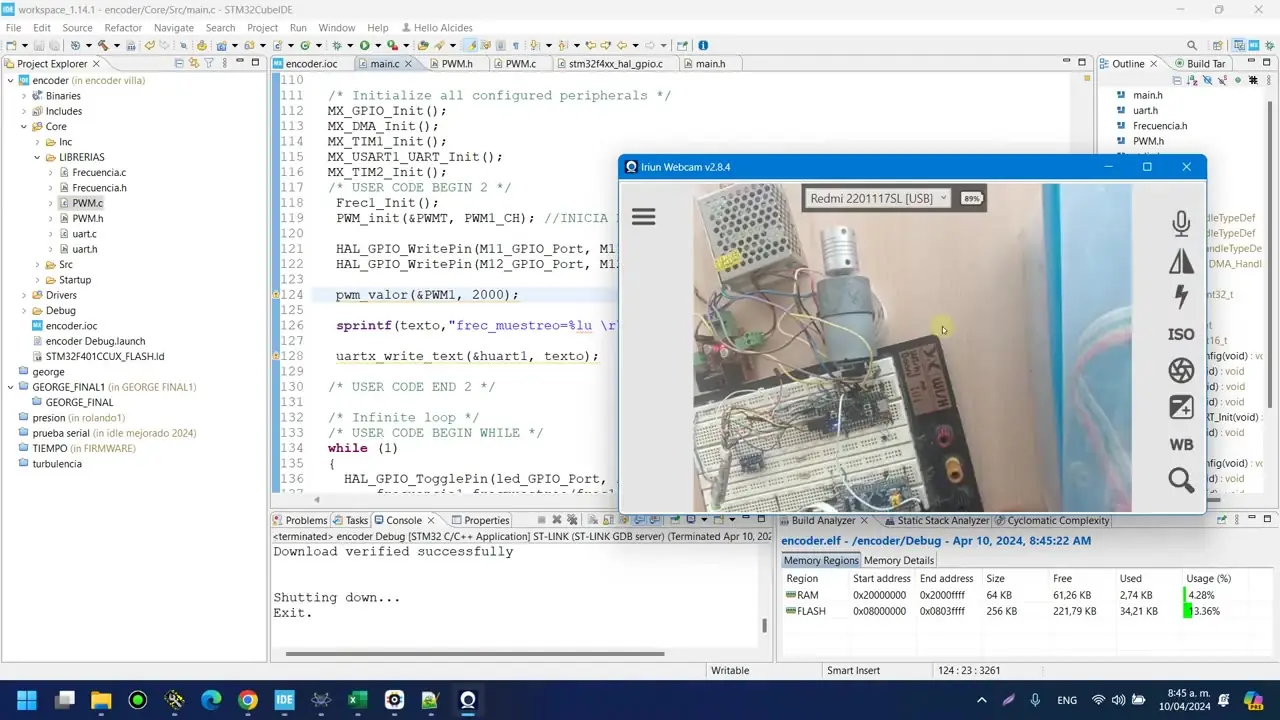 workspace_1.14.1 - encoder/Core/Src/main.c - STM32CubeIDE
File Edit Source Refactor Navigate Search Project Run Window Help Hello Alcides
Project Explorer
encoder (in encoder villa)
Binaries
Includes
Core
Inc
LIBRERIAS
Frecuencia.c
Frecuencia.h
PWM.c
PWM.h
uart.c
uart.h
Src
Startup
Drivers
Debug
encoder.ioc
encoder Debug.launch
STM32F401CCUX_FLASH.ld
george
GEORGE_FINAL1 (in GEORGE FINAL1)
GEORGE_FINAL
presion (in rolando1)
prueba serial (in idle mejorado 2024)
TIEMPO (in FIRMWARE)
turbulencia
encoder.ioc main.c PWM.h PWM.c stm32f4xx_hal_gpio.c main.h
110
111 /* Initialize all configured peripherals */
112 MX_GPIO_Init();
113 MX_DMA_Init();
114 MX_TIM1_Init();
115 MX_USART1_UART_Init();
116 MX_TIM2_Init();
117 /* USER CODE BEGIN 2 */
118 Frec1_Init();
119 PWM_init(&PWMT, PWM1_CH); //INICIA
120
121 HAL_GPIO_WritePin(M11_GPIO_Port, M1
122 HAL_GPIO_WritePin(M12_GPIO_Port, M1
123
124 pwm_valor(&PWM1, 2000);
125
126 sprintf(texto,"frec_muestreo=%lu \r
127
128 uartx_write_text(&huart1, texto);
129
130 /* USER CODE END 2 */
131
132 /* Infinite loop */
133 /* USER CODE BEGIN WHILE */
134 while (1)
135 {
136 HAL_GPIO_TogglePin(led_GPIO_Port,
Outline Build Tar
main.h
uart.h
Frecuencia.h
PWM.h
Iriun Webcam v2.8.4
Redmi 2201117SL [USB] 89%
ISO
WB
Problems Tasks Console Properties
<terminated> encoder Debug [STM32 C/C++ Application] ST-LINK (ST-LINK GDB server) (Terminated Apr 10, 202
Download verified successfully
Shutting down...
Exit.
Build Analyzer Static Stack Analyzer Cyclomatic Complexity
encoder.elf - /encoder/Debug - Apr 10, 2024, 8:45:22 AM
Memory Regions Memory Details
Region Start address End address Size Free Used Usage (%)
RAM 0x20000000 0x2000ffff 64 KB 61,26 KB 2,74 KB 4.28%
FLASH 0x08000000 0x0803ffff 256 KB 221,79 KB 34,21 KB 13.36%
Writable Smart Insert 124 : 23 : 3261
ENG 8:45 a. m.
10/04/2024